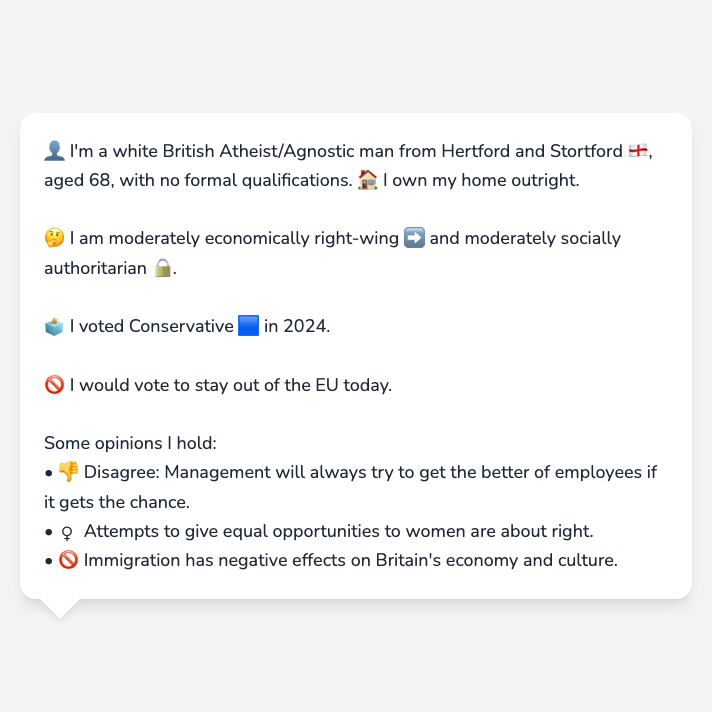 👤 I'm a white British Atheist/Agnostic man from Hertford and Stortford 🏴󠁧󠁢󠁥󠁮󠁧󠁿,
aged 68, with no formal qualifications. 🏠 I own my home outright.
🤔 I am moderately economically right-wing ➡️ and moderately socially
authoritarian 🔒.
🗳️ I voted Conservative 🟦 in 2024.
🚫 I would vote to stay out of the EU today.
Some opinions I hold:
• 👎 Disagree: Management will always try to get the better of employees if
it gets the chance.
• ♀ Attempts to give equal opportunities to women are about right.
• 🚫 Immigration has negative effects on Britain's economy and culture.